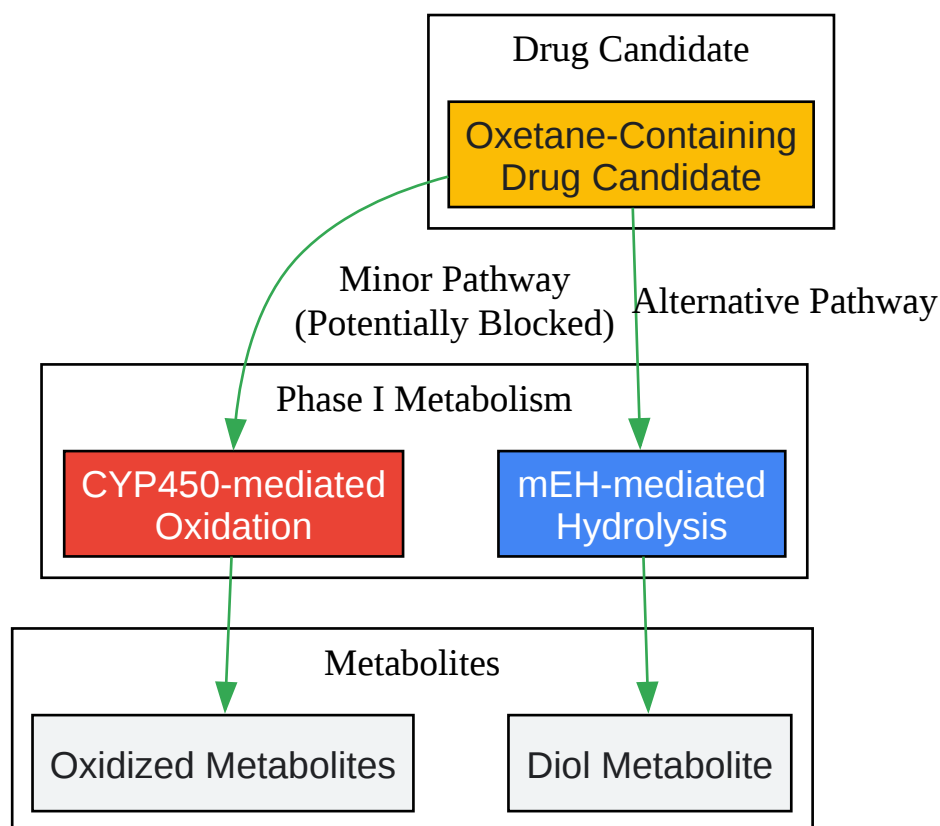 Drug Candidate
Oxetane-Containing
Drug Candidate
Minor Pathway
(Potentially Blocked)
Alternative Pathway
Phase I Metabolism
CYP450-mediated
Oxidation
mEH-mediated
Hydrolysis
Metabolites
Oxidized Metabolites
Diol Metabolite